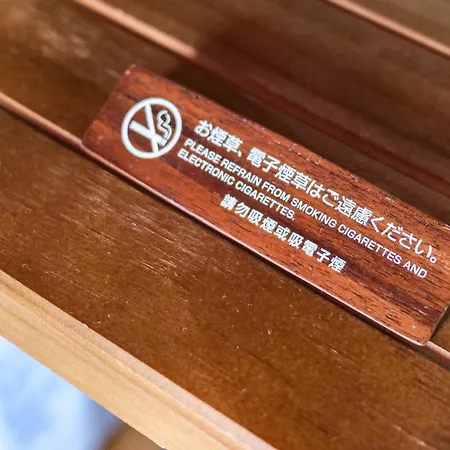 お煙草、電子煙草はご遠慮ください。
PLEASE REFRAIN FROM SMOKING CIGARETTES AND
ELECTRONIC CIGARETTES.
請勿吸煙或吸電子煙